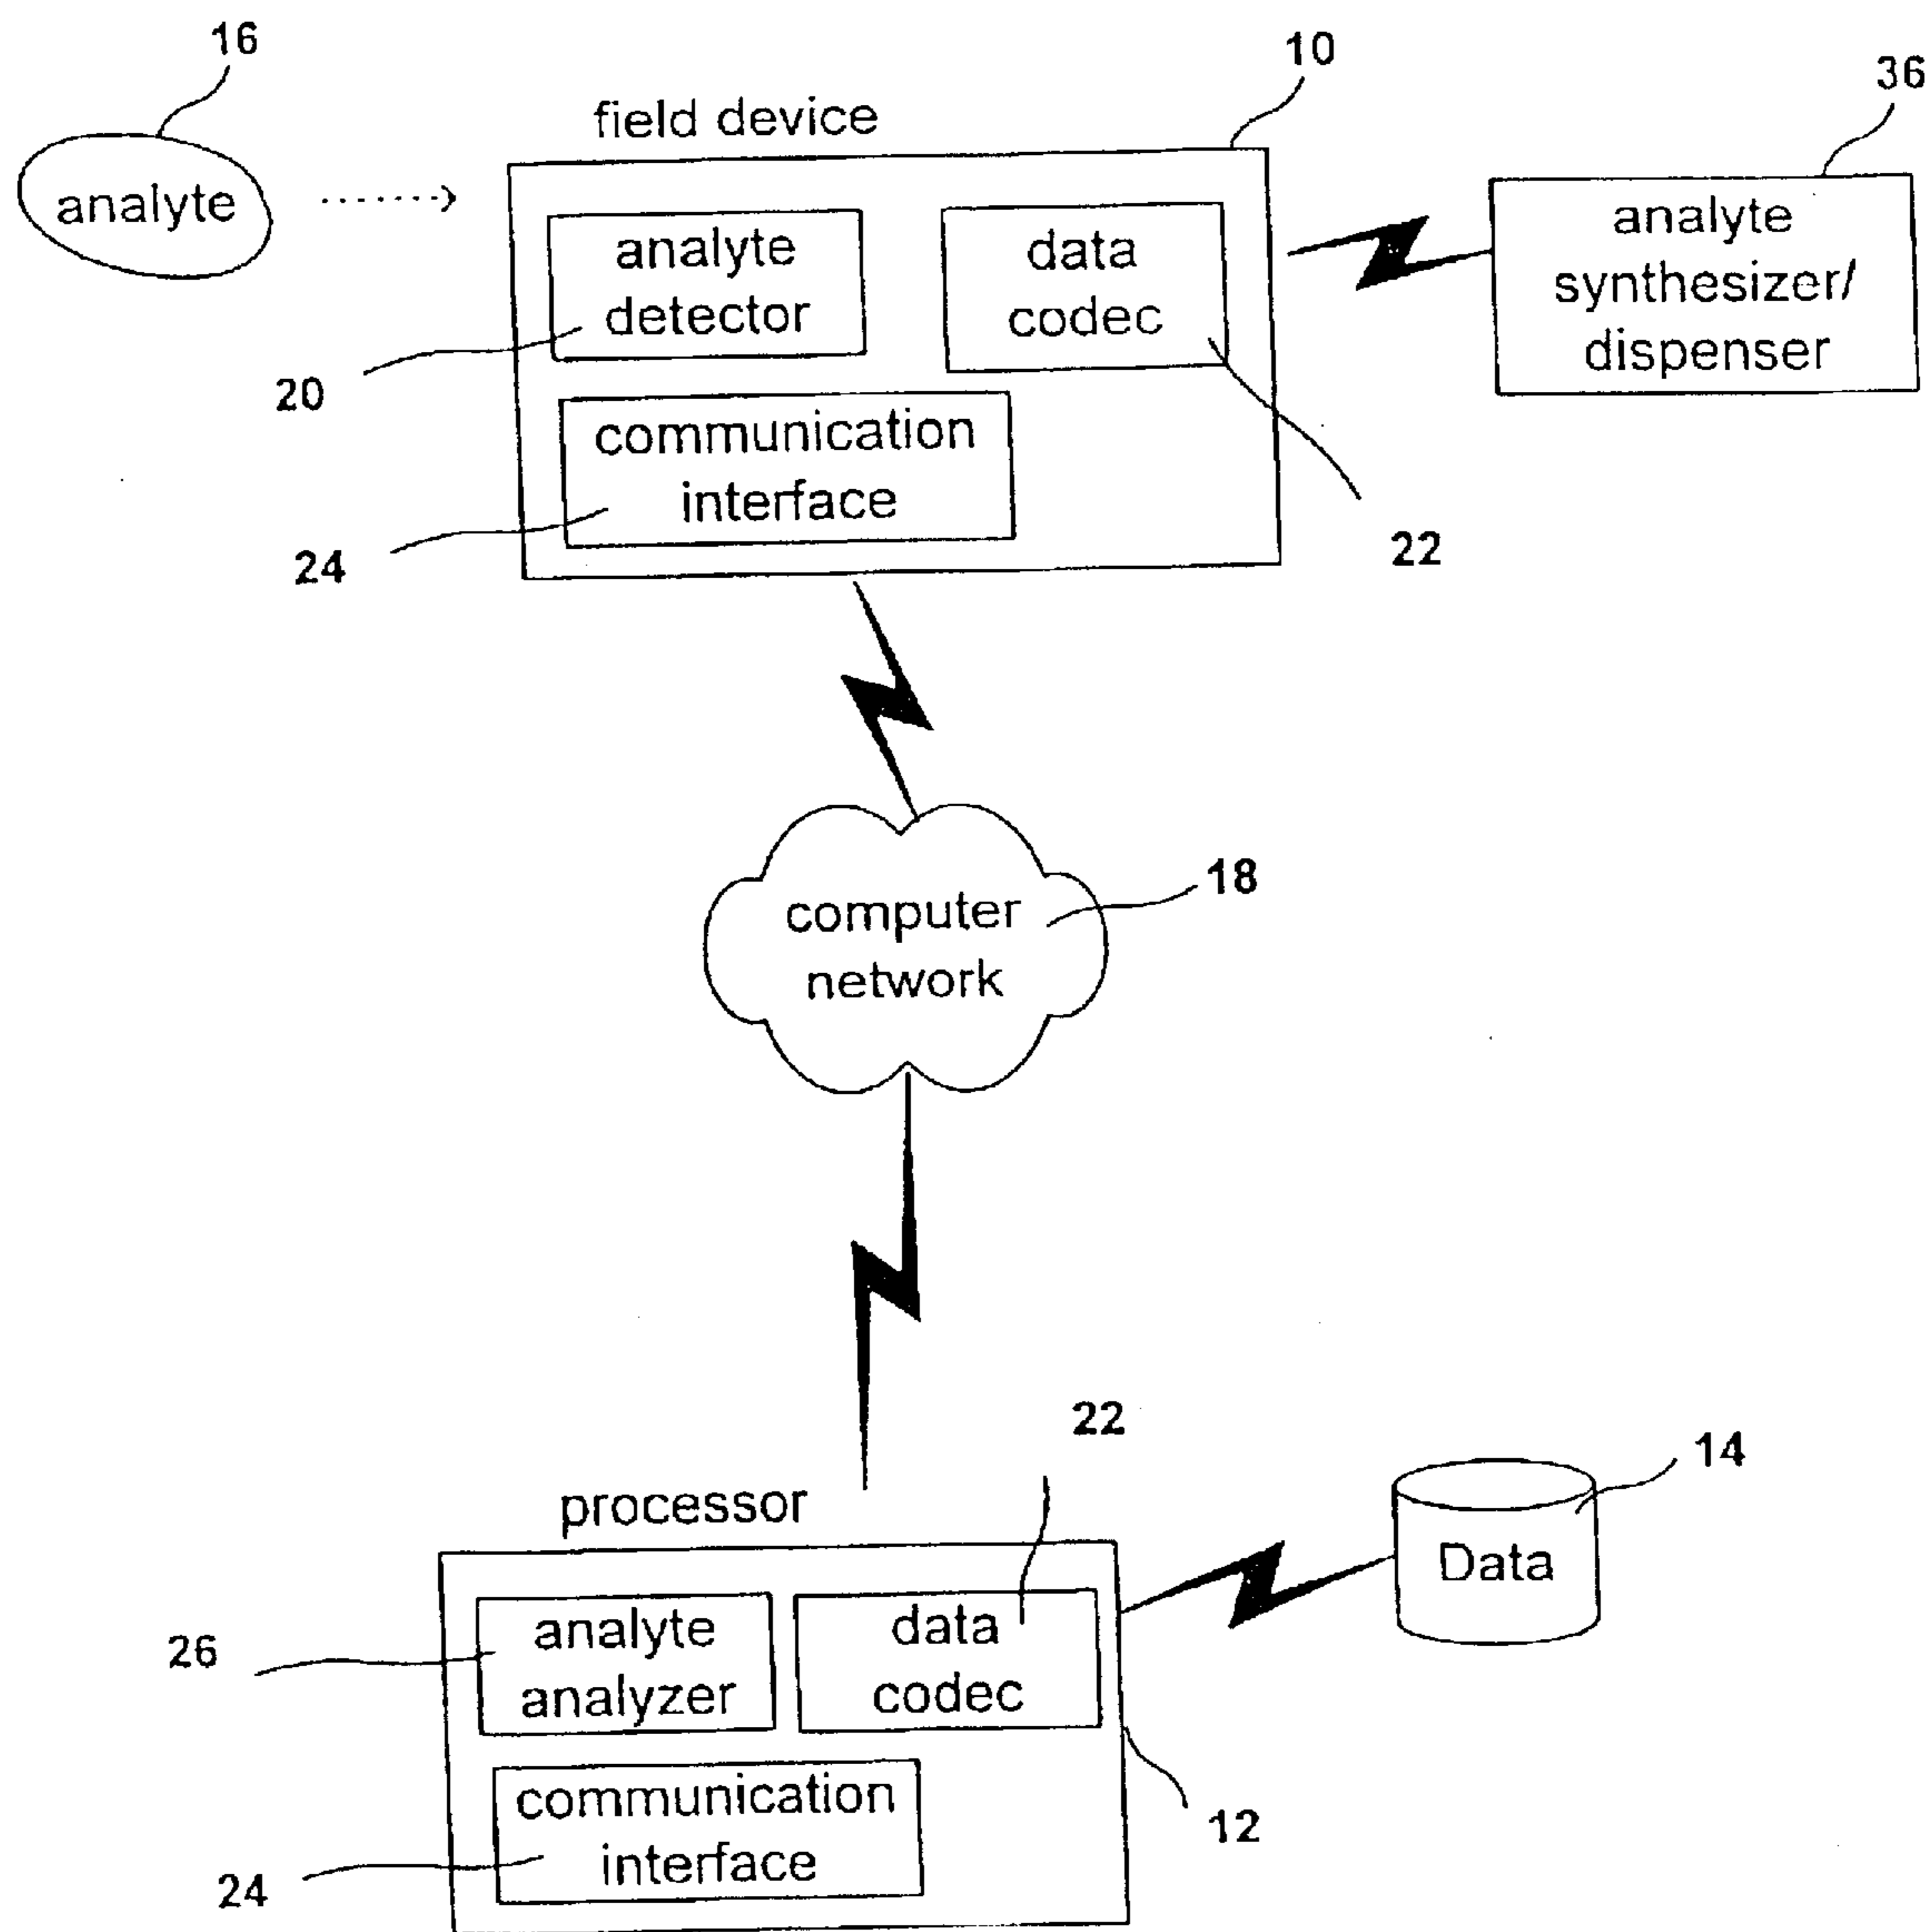 16
10
36
field device
analyte
analyte
detector
data
codec
analyte
synthesizer/
dispenser
20
communication
interface
24
22
computer
network
18
22
14
processor
Data
analyte
analyzer
data
codec
26
communication
interface
12
24